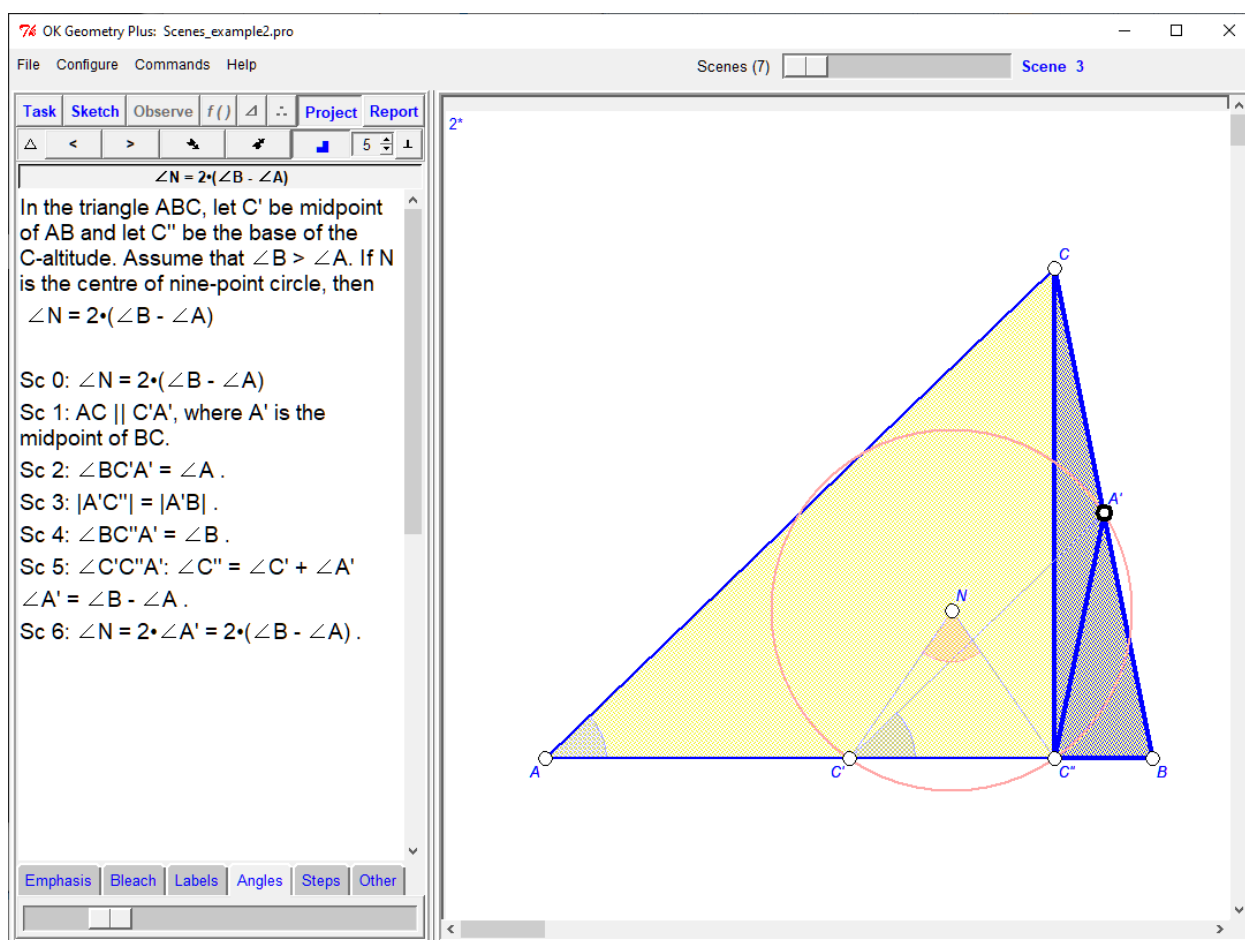 OK Geometry Plus: Scenes_example2.pro
File Configure Commands Help
Scenes (7) Scene 3
Task Sketch Observe f() ⊿ ∴ Project Report
△ < > 5
∠N = 2•(∠B - ∠A)
In the triangle ABC, let C' be midpoint
of AB and let C" be the base of the
C-altitude. Assume that ∠B > ∠A. If N
is the centre of nine-point circle, then
∠N = 2•(∠B - ∠A)
Sc 0: ∠N = 2•(∠B - ∠A)
Sc 1: AC || C'A', where A' is the
midpoint of BC.
Sc 2: ∠BC'A' = ∠A .
Sc 3: |A'C"| = |A'B| .
Sc 4: ∠BC"A' = ∠B .
Sc 5: ∠C'C"A': ∠C" = ∠C' + ∠A'
∠A' = ∠B - ∠A .
Sc 6: ∠N = 2•∠A' = 2•(∠B - ∠A) .
Emphasis Bleach Labels Angles Steps Other
2*
C
A'
N
A
C'
C"
B